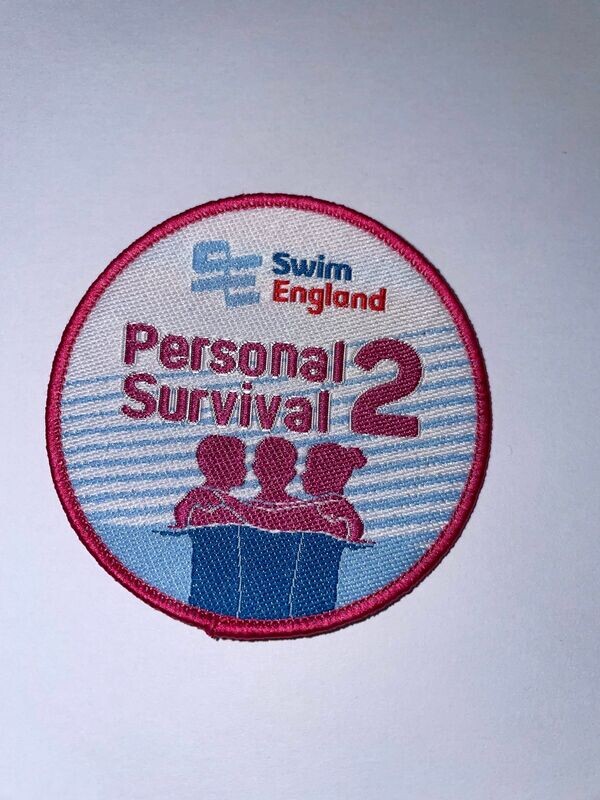 Swim
England
Personal
Survival 2